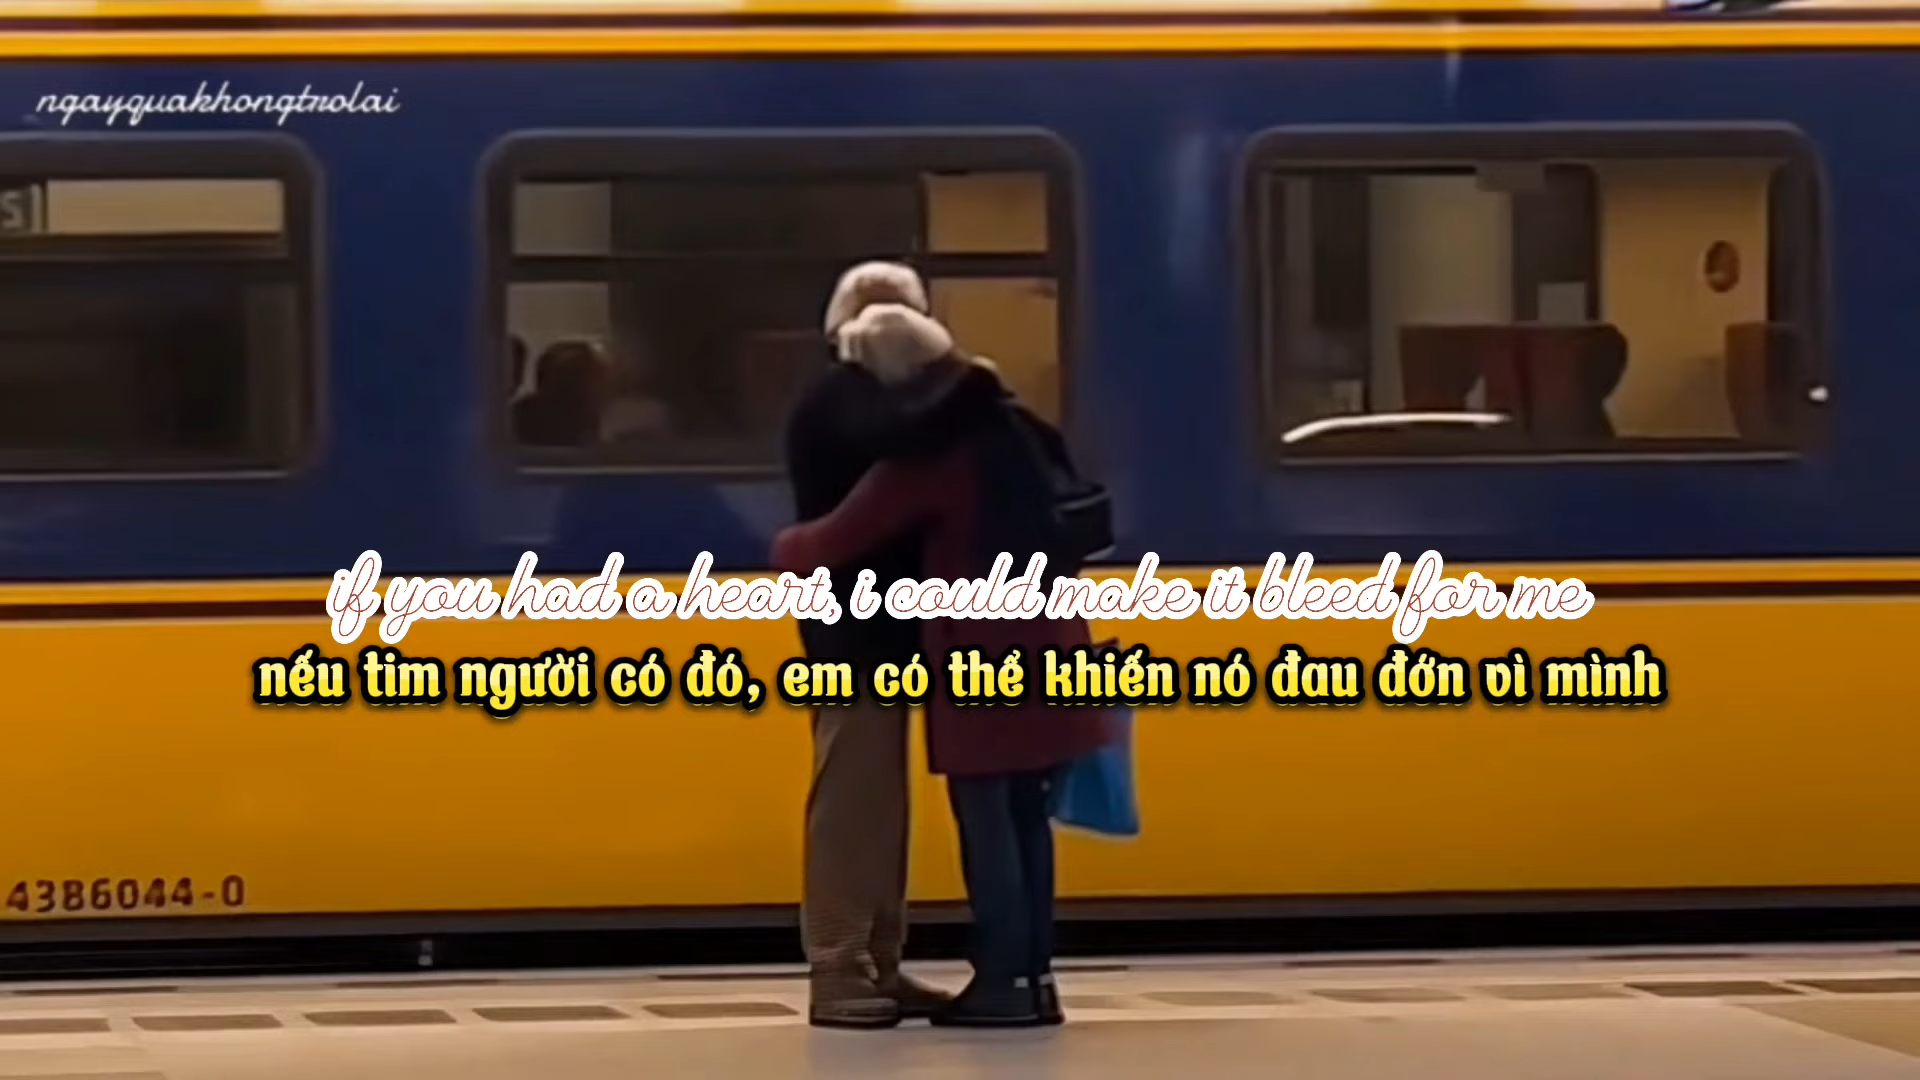 ngayquakhongtrolai
S
if you had a heart, i could make it bleed for me
nếu tim người có đó, em có thể khiến nó đau đớn vì mình
4386044-0